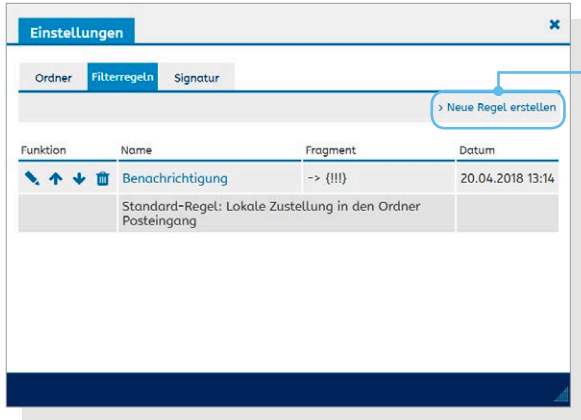 Einstellungen
Ordner Filterregeln Signatur
› Neue Regel erstellen
Funktion Name Fragment Datum
Benachrichtigung -> {!!!} 20.04.2018 13:14
Standard-Regel: Lokale Zustellung in den Ordner
Posteingang